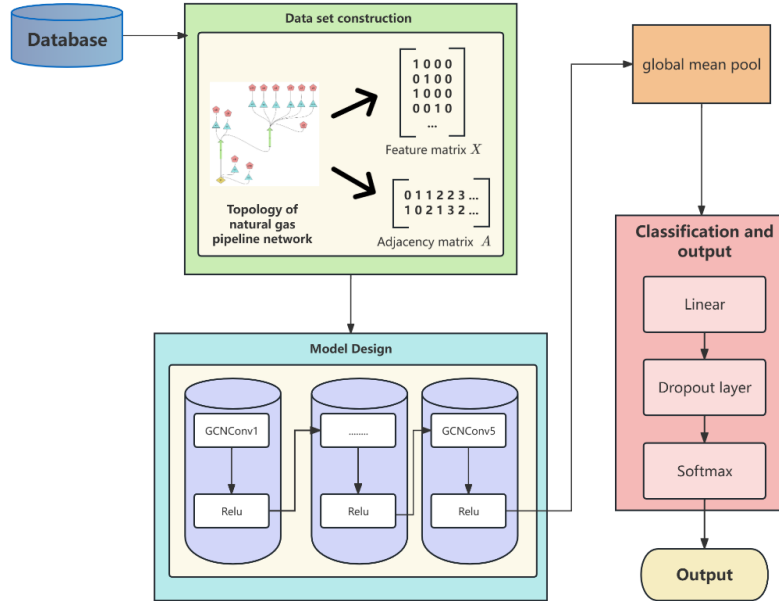 Database
Data set construction
Topology of
natural gas
pipeline network
1 0 0 0
0 1 0 0
1 0 0 0
0 0 1 0
...
Feature matrix X
0 1 1 2 2 3 ...
1 0 2 1 3 2 ...
Adjacency matrix A
Model Design
GCNConv1
Relu
........
Relu
GCNConv5
Relu
global mean pool
Classification and
output
Linear
Dropout layer
Softmax
Output